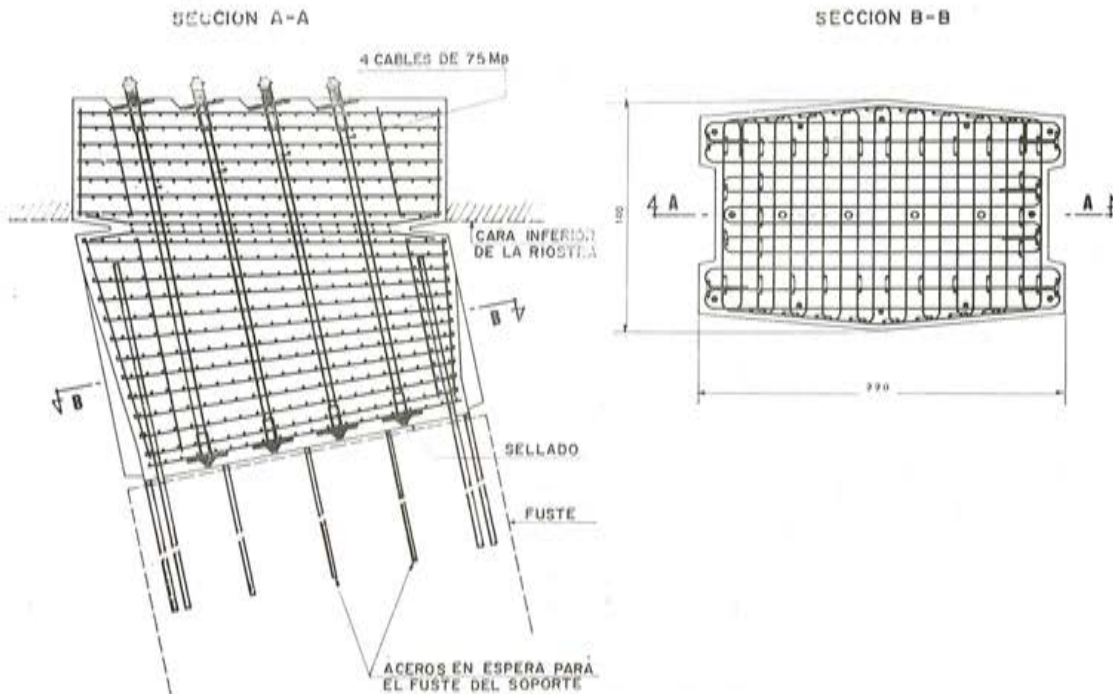 SECCION A-A
4 CABLES DE 75 Mp
CARA INFERIOR
DE LA RIOSTRA
B
B
SELLADO
FUSTE
ACEROS EN ESPERA PARA
EL FUSTE DEL SOPORTE
SECCION B-B
A
A